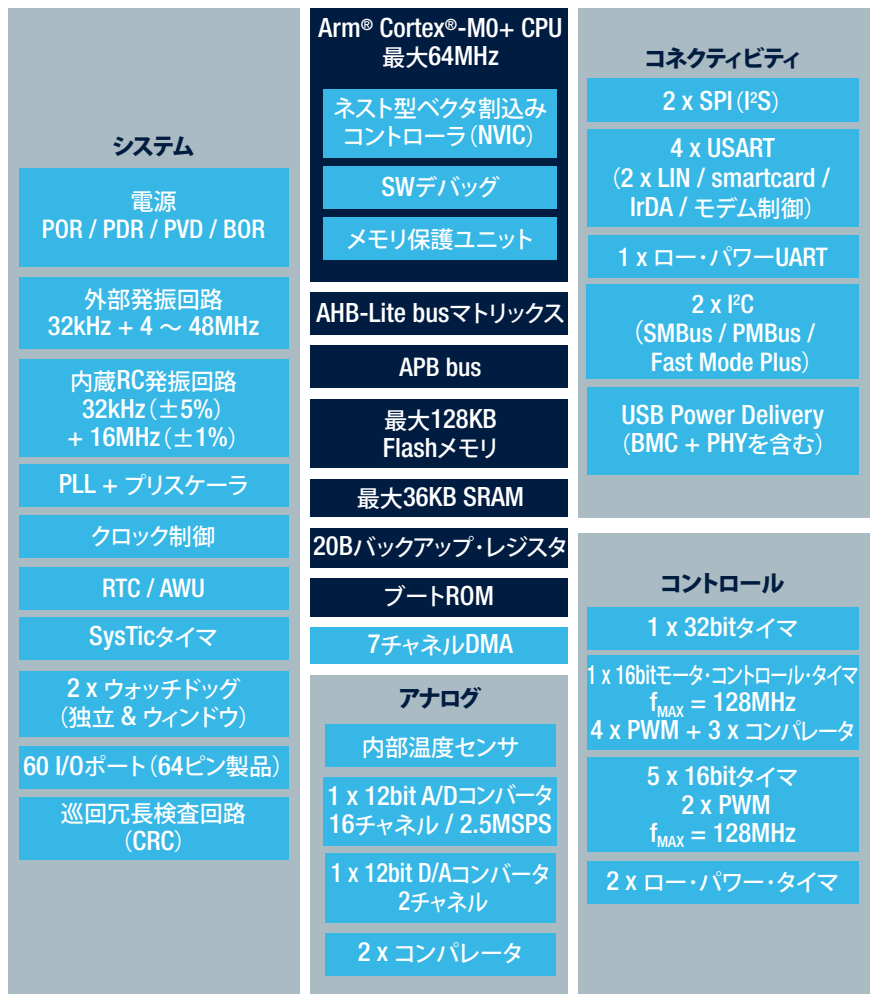 システム
電源
POR / PDR / PVD / BOR
外部発振回路
32kHz + 4 ~ 48MHz
内蔵RC発振回路
32kHz(±5%)
+ 16MHz(±1%)
PLL + プリスケーラ
クロック制御
RTC / AWU
SysTicタイマ
2 x ウォッチドッグ
(独立 & ウィンドウ)
60 I/Oポート(64ピン製品)
巡回冗長検査回路
(CRC)
Arm® Cortex®-M0+ CPU
最大64MHz
ネスト型ベクタ割込み
コントローラ(NVIC)
SWデバッグ
メモリ保護ユニット
AHB-Lite busマトリックス
APB bus
最大128KB
Flashメモリ
最大36KB SRAM
20Bバックアップ・レジスタ
ブートROM
7チャネルDMA
アナログ
内部温度センサ
1 x 12bit A/Dコンバータ
16チャネル / 2.5MSPS
1 x 12bit D/Aコンバータ
2チャネル
2 x コンパレータ
コネクティビティ
2 x SPI(I²S)
4 x USART
(2 x LIN / smartcard /
IrDA / モデム制御)
1 x ロー・パワーUART
2 x I²C
(SMBus / PMBus /
Fast Mode Plus)
USB Power Delivery
(BMC + PHYを含む)
コントロール
1 x 32bitタイマ
1 x 16bitモータ・コントロール・タイマ
fMAX = 128MHz
4 x PWM + 3 x コンパレータ
5 x 16bitタイマ
2 x PWM
fMAX = 128MHz
2 x ロー・パワー・タイマ